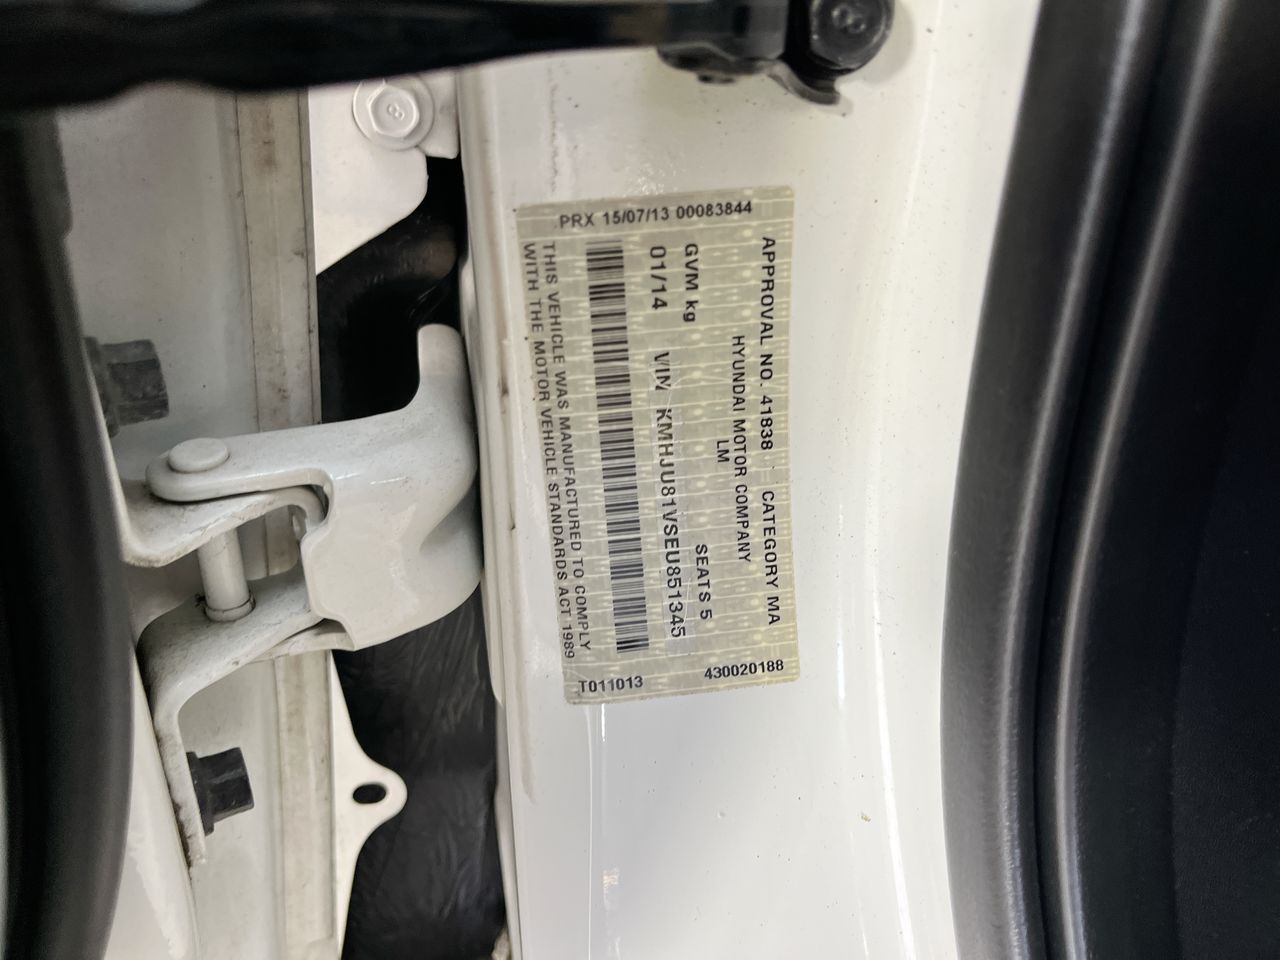 APPROVAL NO. 41838 CATEGORY MA
HYUNDAI MOTOR COMPANY
LM
GVM kg SEATS 5
01/14 VIN KMHJU81VSEU851345
THIS VEHICLE WAS MANUFACTURED TO COMPLY
WITH THE MOTOR VEHICLE STANDARDS ACT 1989
PRX 15/07/13 00083844
T011013 430020188
8